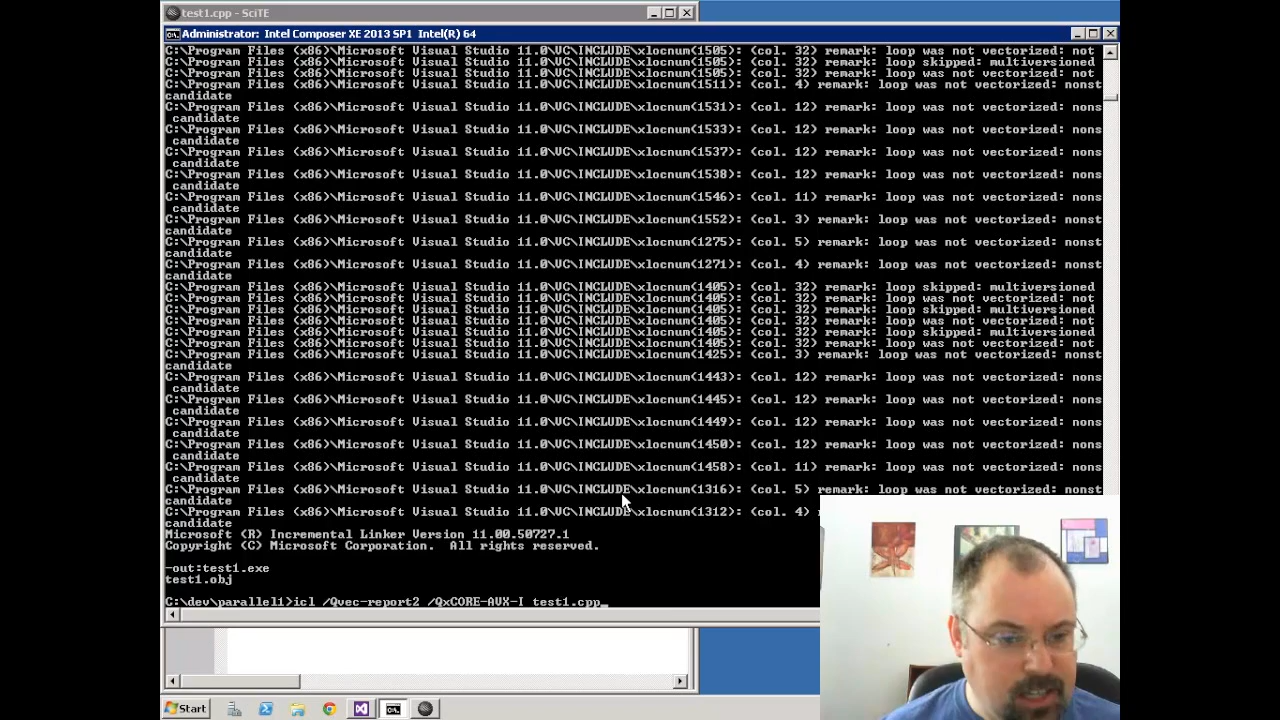 test1.cpp - SciTE
Administrator: Intel Composer XE 2013 SP1 Intel(R) 64
C:\Program Files (x86)\Microsoft Visual Studio 11.0\VC\INCLUDE\xlocnum(1505): (col. 32) remark: loop was not vectorized: not
C:\Program Files (x86)\Microsoft Visual Studio 11.0\VC\INCLUDE\xlocnum(1505): (col. 32) remark: loop skipped: multiversioned
C:\Program Files (x86)\Microsoft Visual Studio 11.0\VC\INCLUDE\xlocnum(1505): (col. 32) remark: loop was not vectorized: not
C:\Program Files (x86)\Microsoft Visual Studio 11.0\VC\INCLUDE\xlocnum(1511): (col. 4) remark: loop was not vectorized: nonst
candidate
C:\Program Files (x86)\Microsoft Visual Studio 11.0\VC\INCLUDE\xlocnum(1531): (col. 12) remark: loop was not vectorized: nons
candidate
C:\Program Files (x86)\Microsoft Visual Studio 11.0\VC\INCLUDE\xlocnum(1533): (col. 12) remark: loop was not vectorized: nons
candidate
C:\Program Files (x86)\Microsoft Visual Studio 11.0\VC\INCLUDE\xlocnum(1537): (col. 12) remark: loop was not vectorized: nons
candidate
C:\Program Files (x86)\Microsoft Visual Studio 11.0\VC\INCLUDE\xlocnum(1538): (col. 12) remark: loop was not vectorized: nons
candidate
C:\Program Files (x86)\Microsoft Visual Studio 11.0\VC\INCLUDE\xlocnum(1546): (col. 11) remark: loop was not vectorized: nons
candidate
C:\Program Files (x86)\Microsoft Visual Studio 11.0\VC\INCLUDE\xlocnum(1552): (col. 3) remark: loop was not vectorized: nonst
candidate
C:\Program Files (x86)\Microsoft Visual Studio 11.0\VC\INCLUDE\xlocnum(1275): (col. 5) remark: loop was not vectorized: nonst
candidate
C:\Program Files (x86)\Microsoft Visual Studio 11.0\VC\INCLUDE\xlocnum(1271): (col. 4) remark: loop was not vectorized: nonst
candidate
C:\Program Files (x86)\Microsoft Visual Studio 11.0\VC\INCLUDE\xlocnum(1405): (col. 32) remark: loop skipped: multiversioned
C:\Program Files (x86)\Microsoft Visual Studio 11.0\VC\INCLUDE\xlocnum(1405): (col. 32) remark: loop was not vectorized: not
C:\Program Files (x86)\Microsoft Visual Studio 11.0\VC\INCLUDE\xlocnum(1405): (col. 32) remark: loop skipped: multiversioned
C:\Program Files (x86)\Microsoft Visual Studio 11.0\VC\INCLUDE\xlocnum(1405): (col. 32) remark: loop was not vectorized: not
C:\Program Files (x86)\Microsoft Visual Studio 11.0\VC\INCLUDE\xlocnum(1405): (col. 32) remark: loop skipped: multiversioned
C:\Program Files (x86)\Microsoft Visual Studio 11.0\VC\INCLUDE\xlocnum(1405): (col. 32) remark: loop was not vectorized: not
C:\Program Files (x86)\Microsoft Visual Studio 11.0\VC\INCLUDE\xlocnum(1425): (col. 3) remark: loop was not vectorized: nonst
candidate
C:\Program Files (x86)\Microsoft Visual Studio 11.0\VC\INCLUDE\xlocnum(1443): (col. 12) remark: loop was not vectorized: nons
candidate
C:\Program Files (x86)\Microsoft Visual Studio 11.0\VC\INCLUDE\xlocnum(1445): (col. 12) remark: loop was not vectorized: nons
candidate
C:\Program Files (x86)\Microsoft Visual Studio 11.0\VC\INCLUDE\xlocnum(1449): (col. 12) remark: loop was not vectorized: nons
candidate
C:\Program Files (x86)\Microsoft Visual Studio 11.0\VC\INCLUDE\xlocnum(1450): (col. 12) remark: loop was not vectorized: nons
candidate
C:\Program Files (x86)\Microsoft Visual Studio 11.0\VC\INCLUDE\xlocnum(1458): (col. 11) remark: loop was not vectorized: nons
candidate
C:\Program Files (x86)\Microsoft Visual Studio 11.0\VC\INCLUDE\xlocnum(1316): (col. 5) remark: loop was not vectorized: nonst
candidate
C:\Program Files (x86)\Microsoft Visual Studio 11.0\VC\INCLUDE\xlocnum(1312): (col. 4)
candidate
Microsoft (R) Incremental Linker Version 11.00.50727.1
Copyright (C) Microsoft Corporation. All rights reserved.
-out:test1.exe
test1.obj
C:\dev\parallel1>icl /Qvec-report2 /QxCORE-AVX-I test1.cpp_
Start